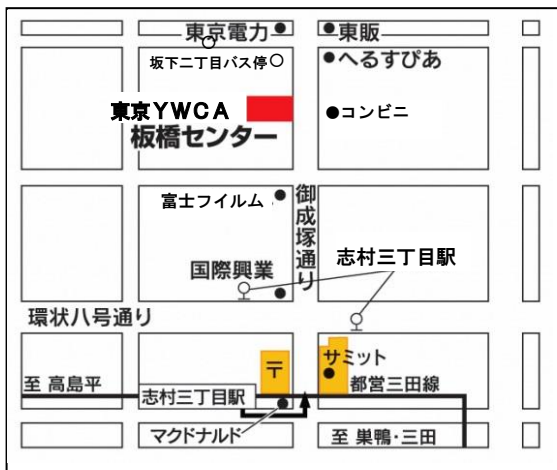 東京電力
東販
坂下二丁目バス停
へるすぴあ
東京YWCA
板橋センター
コンビニ
富士フイルム
御成塚通り
国際興業
志村三丁目駅
環状八号通り
〒
サミット
至 高島平
志村三丁目駅
都営三田線
マクドナルド
至 巣鴨・三田